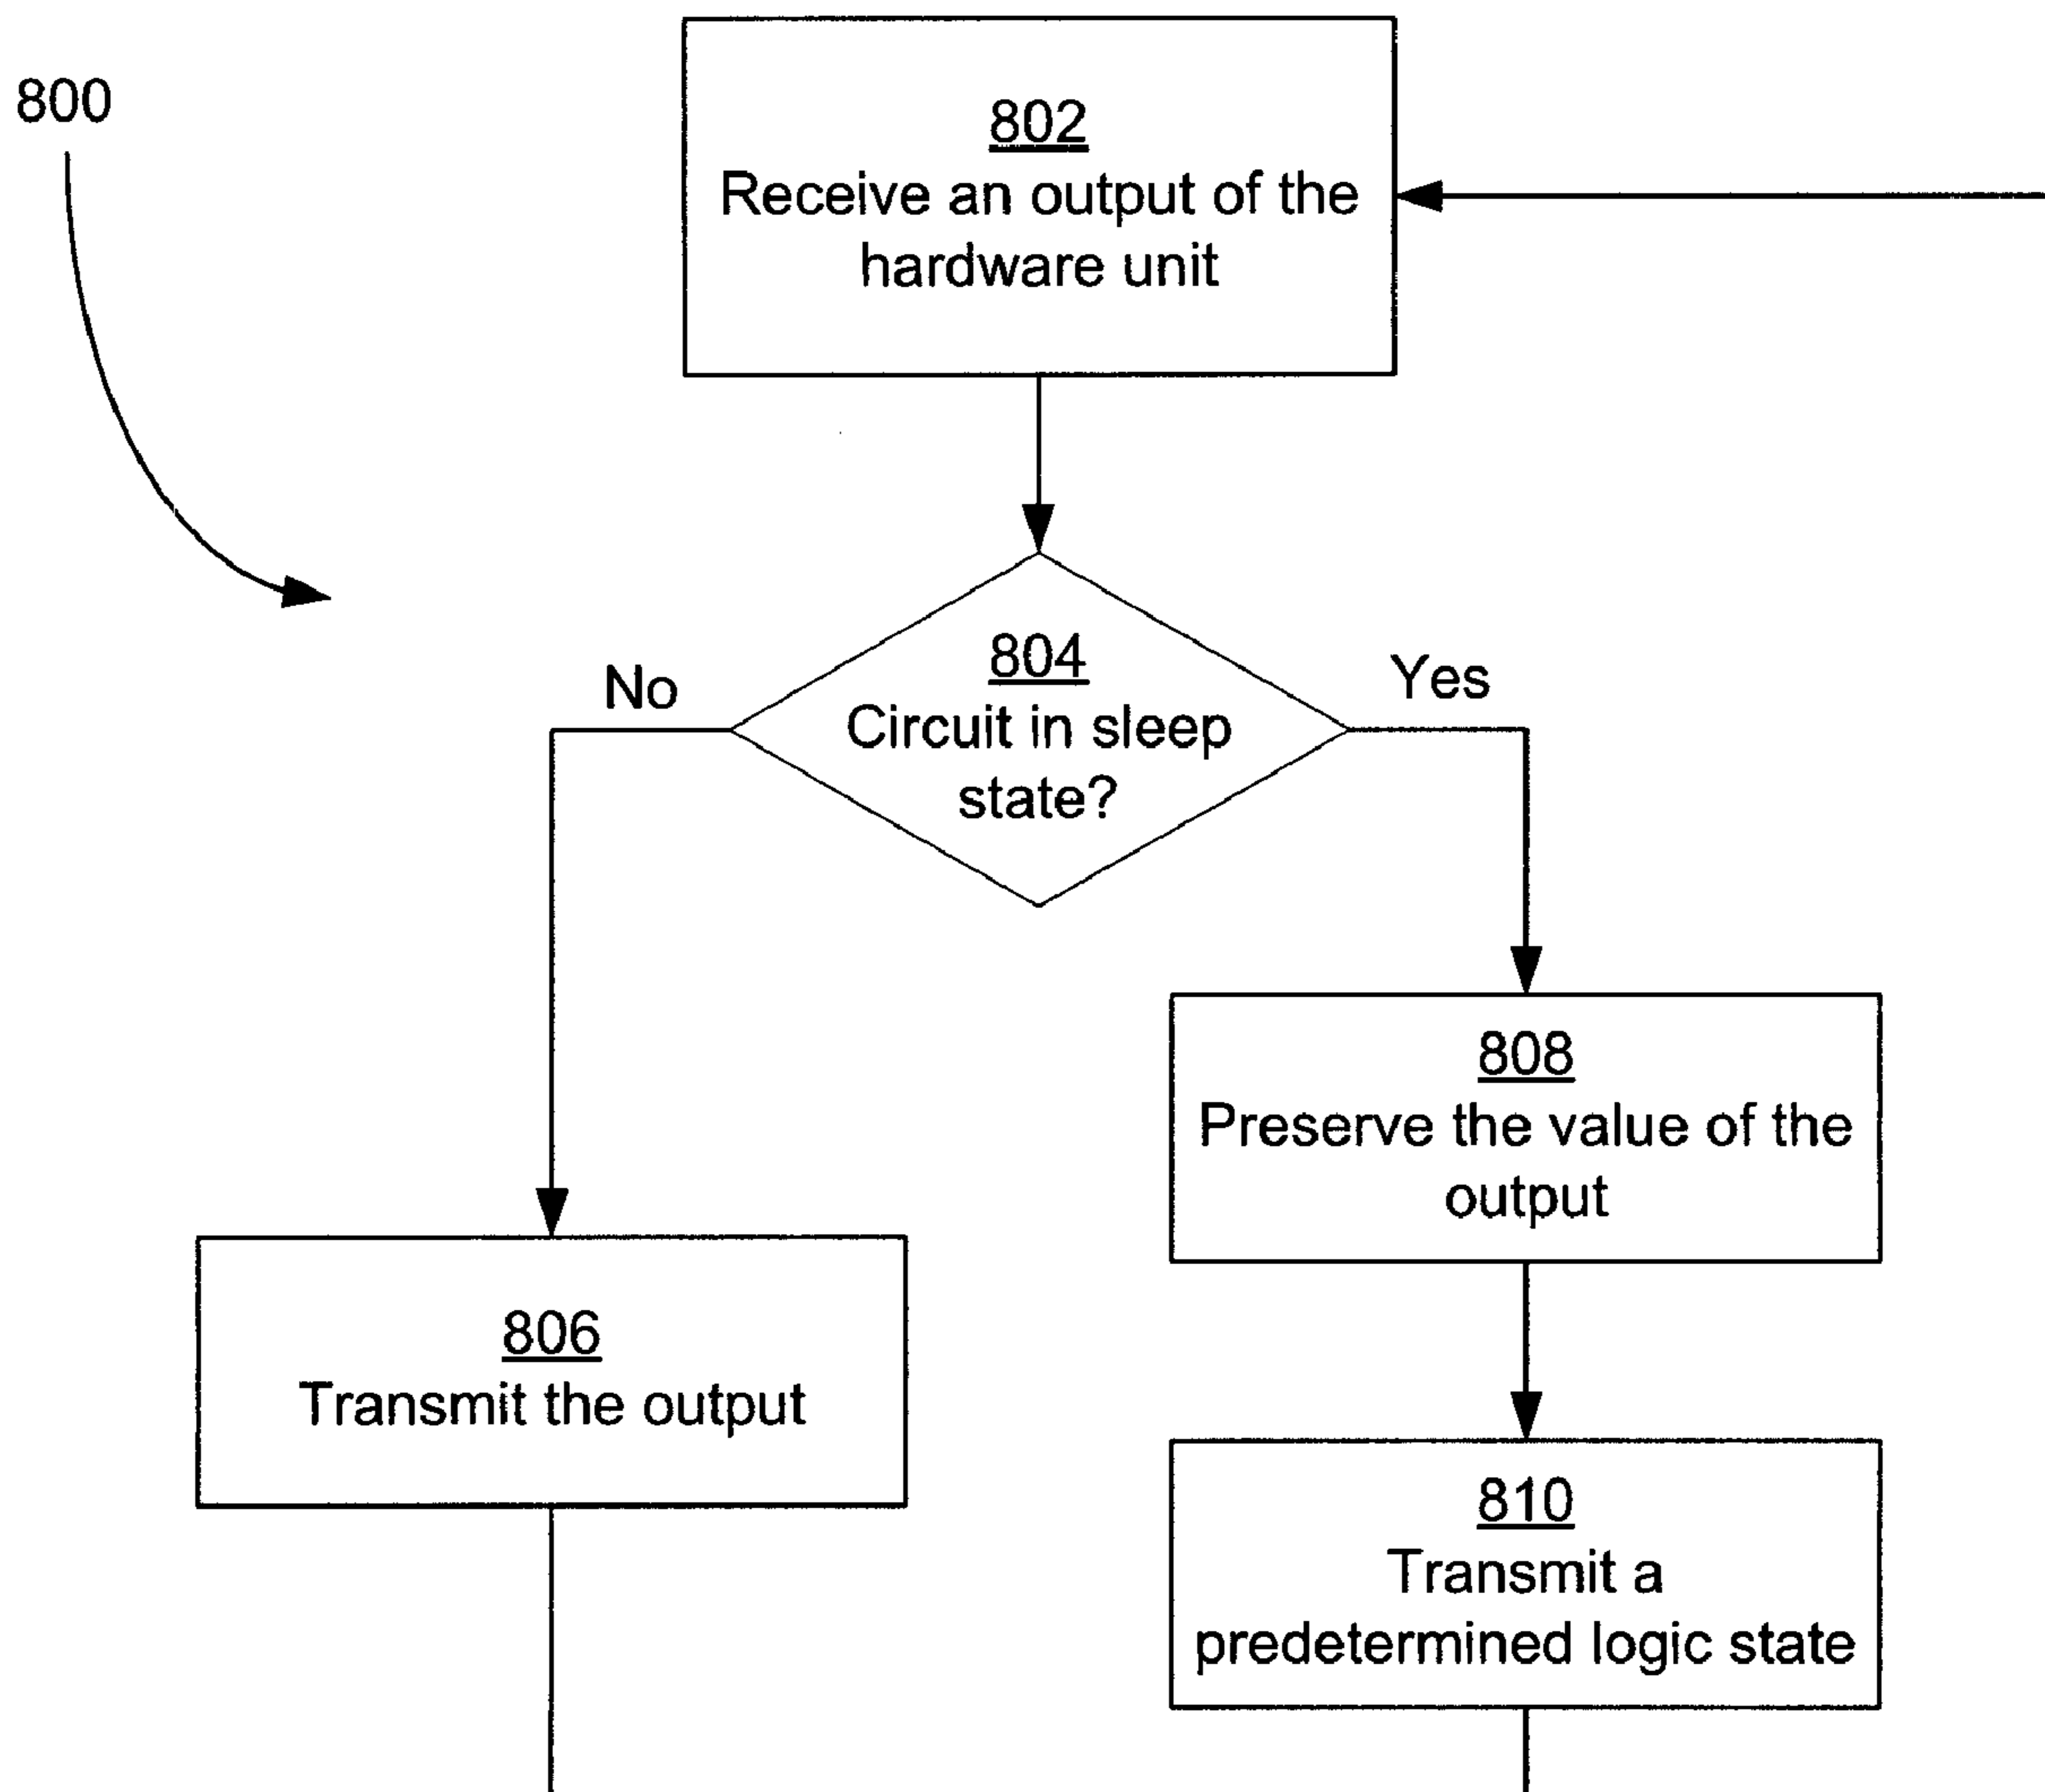 800
802
Receive an output of the
hardware unit
804
Circuit in sleep
state?
No
Yes
808
Preserve the value of the
output
806
Transmit the output
810
Transmit a
predetermined logic state